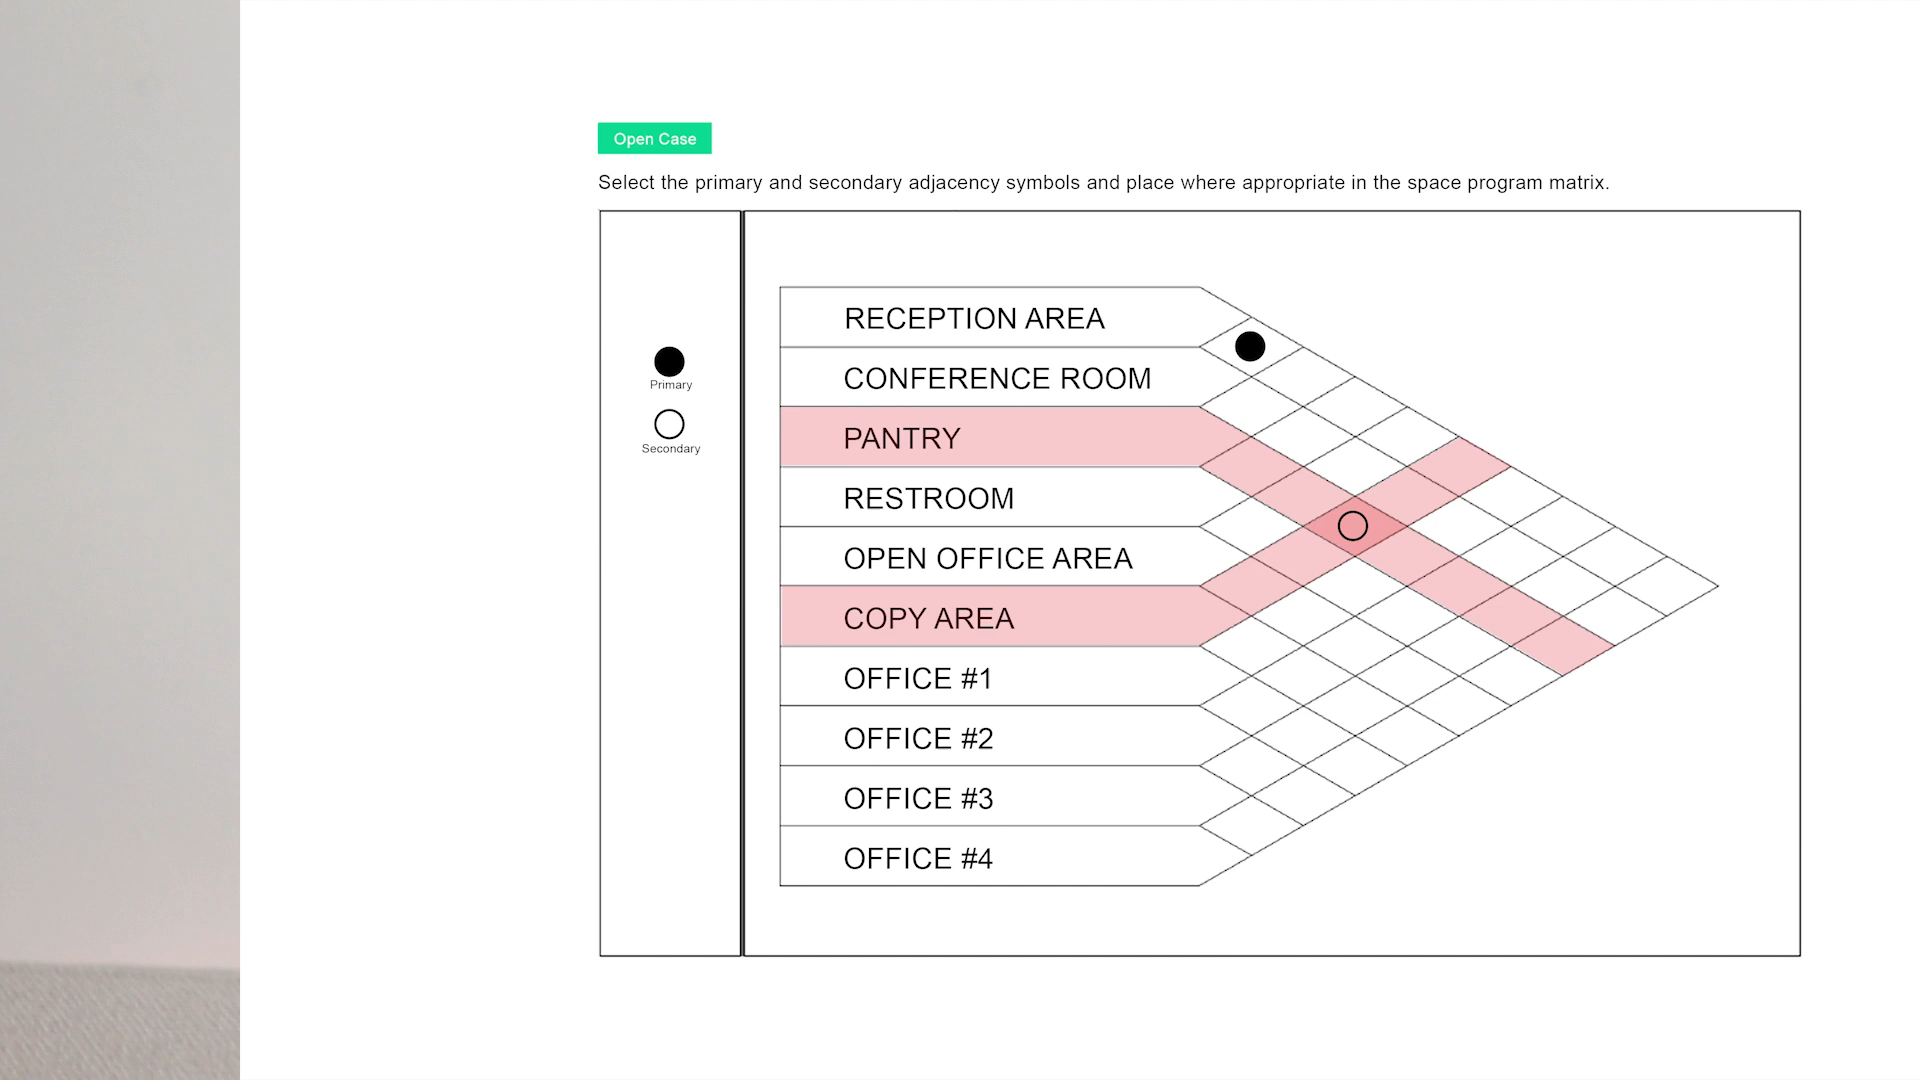 Open Case
Select the primary and secondary adjacency symbols and place where appropriate in the space program matrix.
Primary
Secondary
RECEPTION AREA
CONFERENCE ROOM
PANTRY
RESTROOM
OPEN OFFICE AREA
COPY AREA
OFFICE #1
OFFICE #2
OFFICE #3
OFFICE #4